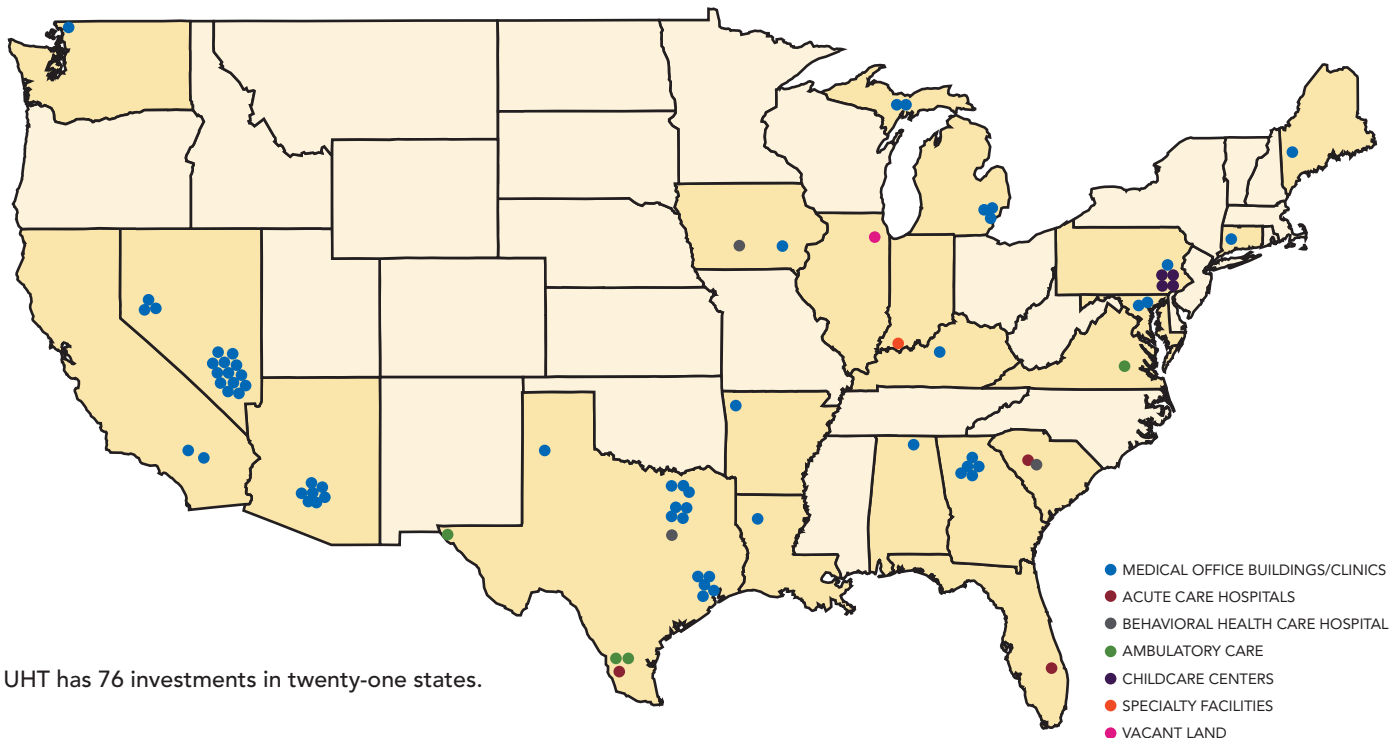 UHT has 76 investments in twenty-one states.
MEDICAL OFFICE BUILDINGS/CLINICS
ACUTE CARE HOSPITALS
BEHAVIORAL HEALTH CARE HOSPITAL
AMBULATORY CARE
CHILDCARE CENTERS
SPECIALTY FACILITIES
VACANT LAND